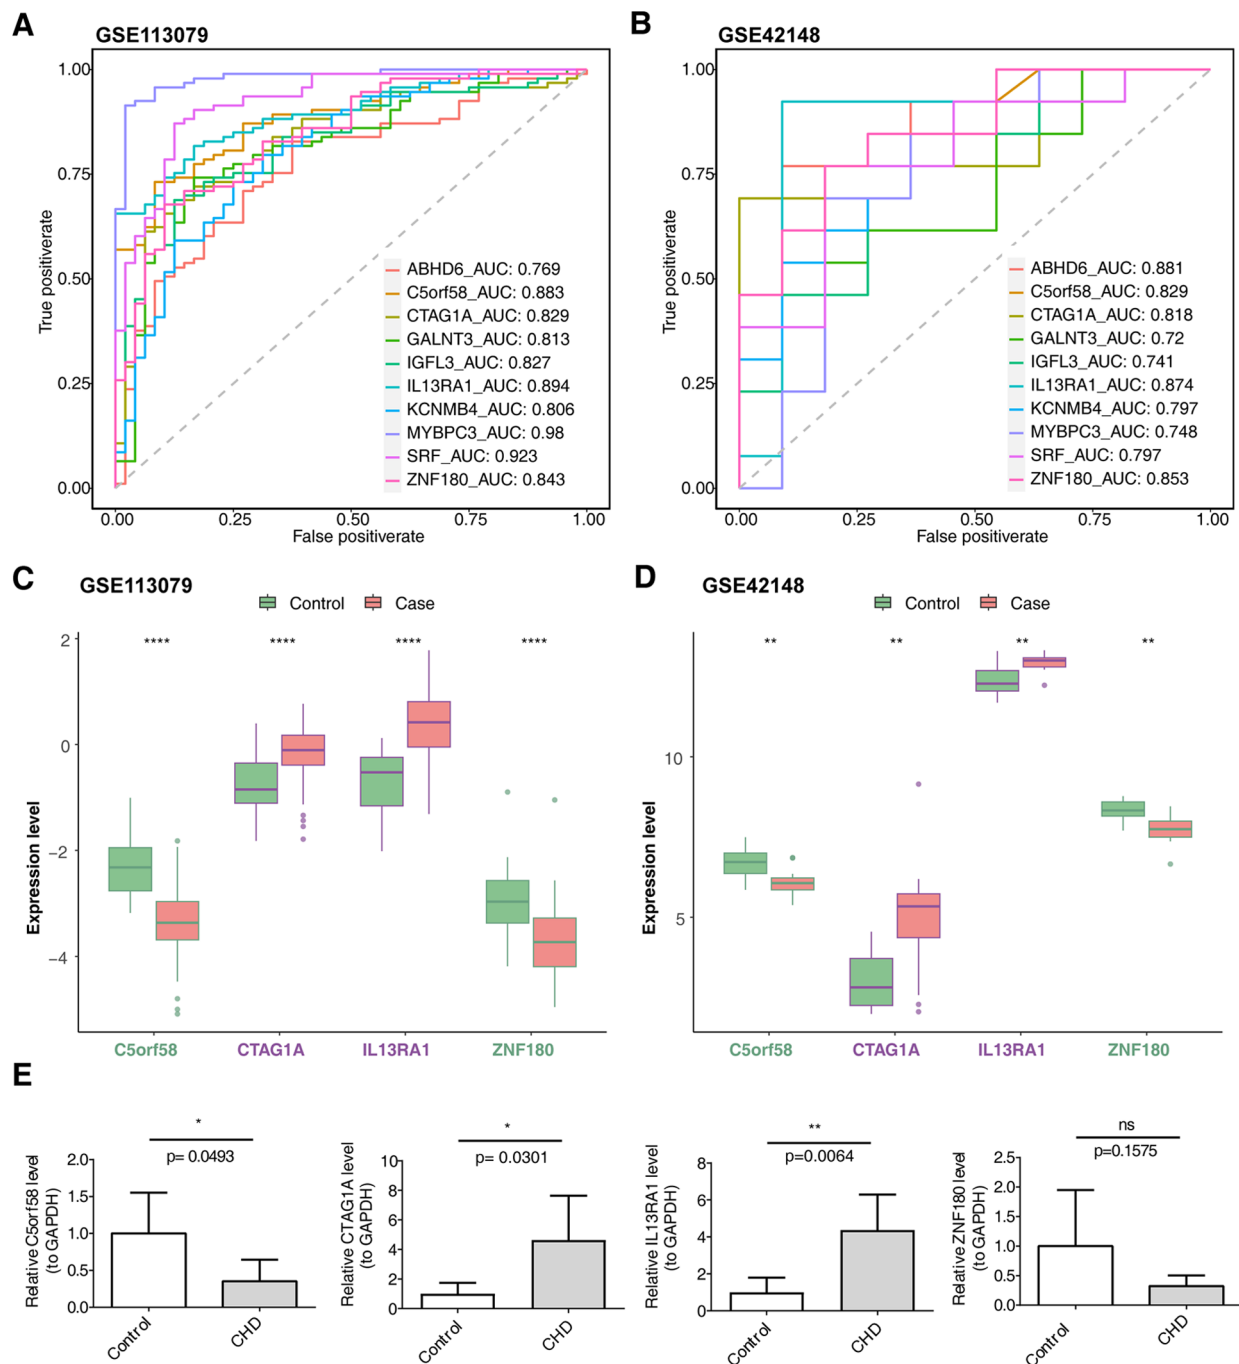 A
GSE113079
1.00
0.75
0.50
0.25
0.00
True positiverate
0.00 0.25 0.50 0.75 1.00
False positiverate
ABHD6_AUC: 0.769
C5orf58_AUC: 0.883
CTAG1A_AUC: 0.829
GALNT3_AUC: 0.813
IGFL3_AUC: 0.827
IL13RA1_AUC: 0.894
KCNMB4_AUC: 0.806
MYBPC3_AUC: 0.98
SRF_AUC: 0.923
ZNF180_AUC: 0.843
B
GSE42148
1.00
0.75
0.50
0.25
0.00
True positiverate
0.00 0.25 0.50 0.75 1.00
False positiverate
ABHD6_AUC: 0.881
C5orf58_AUC: 0.829
CTAG1A_AUC: 0.818
GALNT3_AUC: 0.72
IGFL3_AUC: 0.741
IL13RA1_AUC: 0.874
KCNMB4_AUC: 0.797
MYBPC3_AUC: 0.748
SRF_AUC: 0.797
ZNF180_AUC: 0.853
C
GSE113079
Control Case
2
0
−2
−4
Expression level
**** **** **** ****
C5orf58 CTAG1A IL13RA1 ZNF180
D
GSE42148
Control Case
10
5
Expression level
** ** ** **
C5orf58 CTAG1A IL13RA1 ZNF180
E
*
p= 0.0493
Relative C5orf58 level
(to GAPDH)
2.0
1.5
1.0
0.5
0.0
Control CHD
*
p= 0.0301
Relative CTAG1A level
(to GAPDH)
10
8
6
4
2
0
Control CHD
**
p=0.0064
Relative IL13RA1 level
(to GAPDH)
8
6
4
2
0
Control CHD
ns
p=0.1575
Relative ZNF180 level
(to GAPDH)
2.5
2.0
1.5
1.0
0.5
0.0
Control CHD